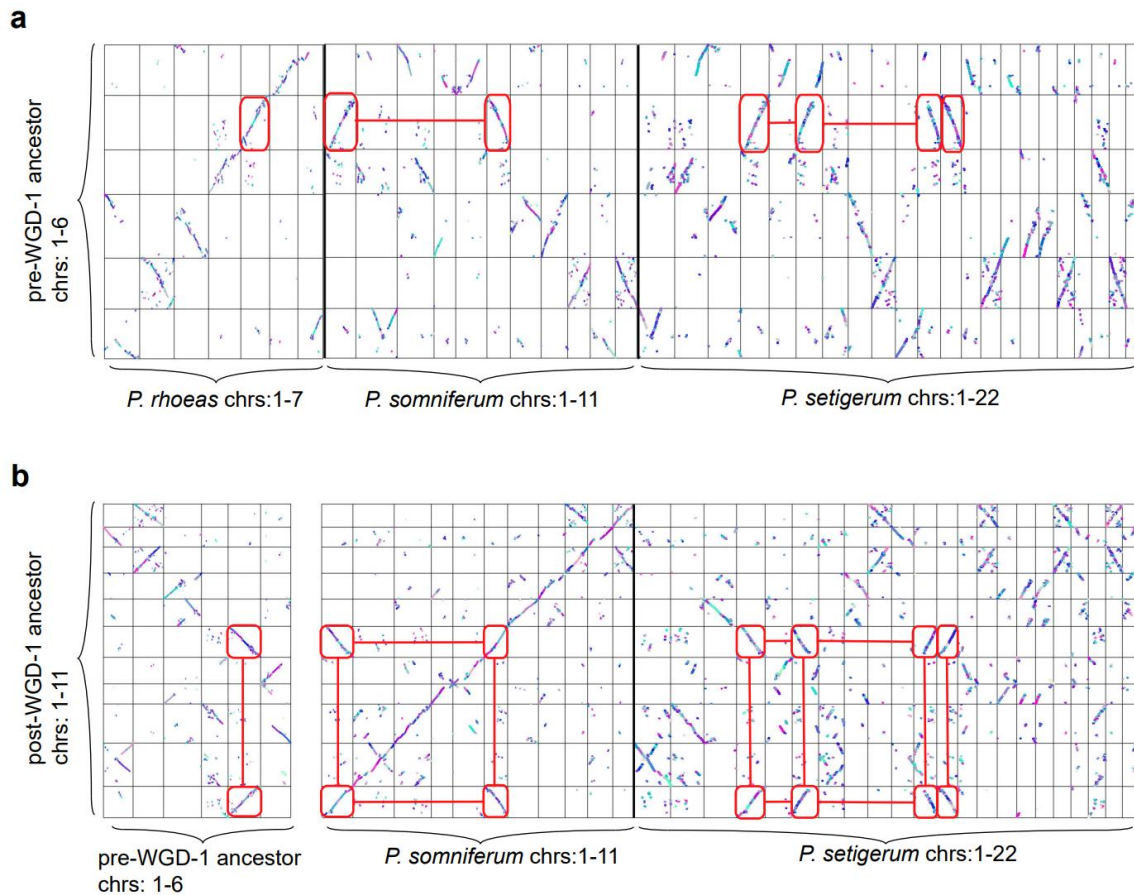 a
pre-WGD-1 ancestor
chrs: 1-6
P. rhoeas chrs:1-7
P. somniferum chrs:1-11
P. setigerum chrs:1-22
b
post-WGD-1 ancestor
chrs: 1-11
pre-WGD-1 ancestor
chrs: 1-6
P. somniferum chrs:1-11
P. setigerum chrs:1-22